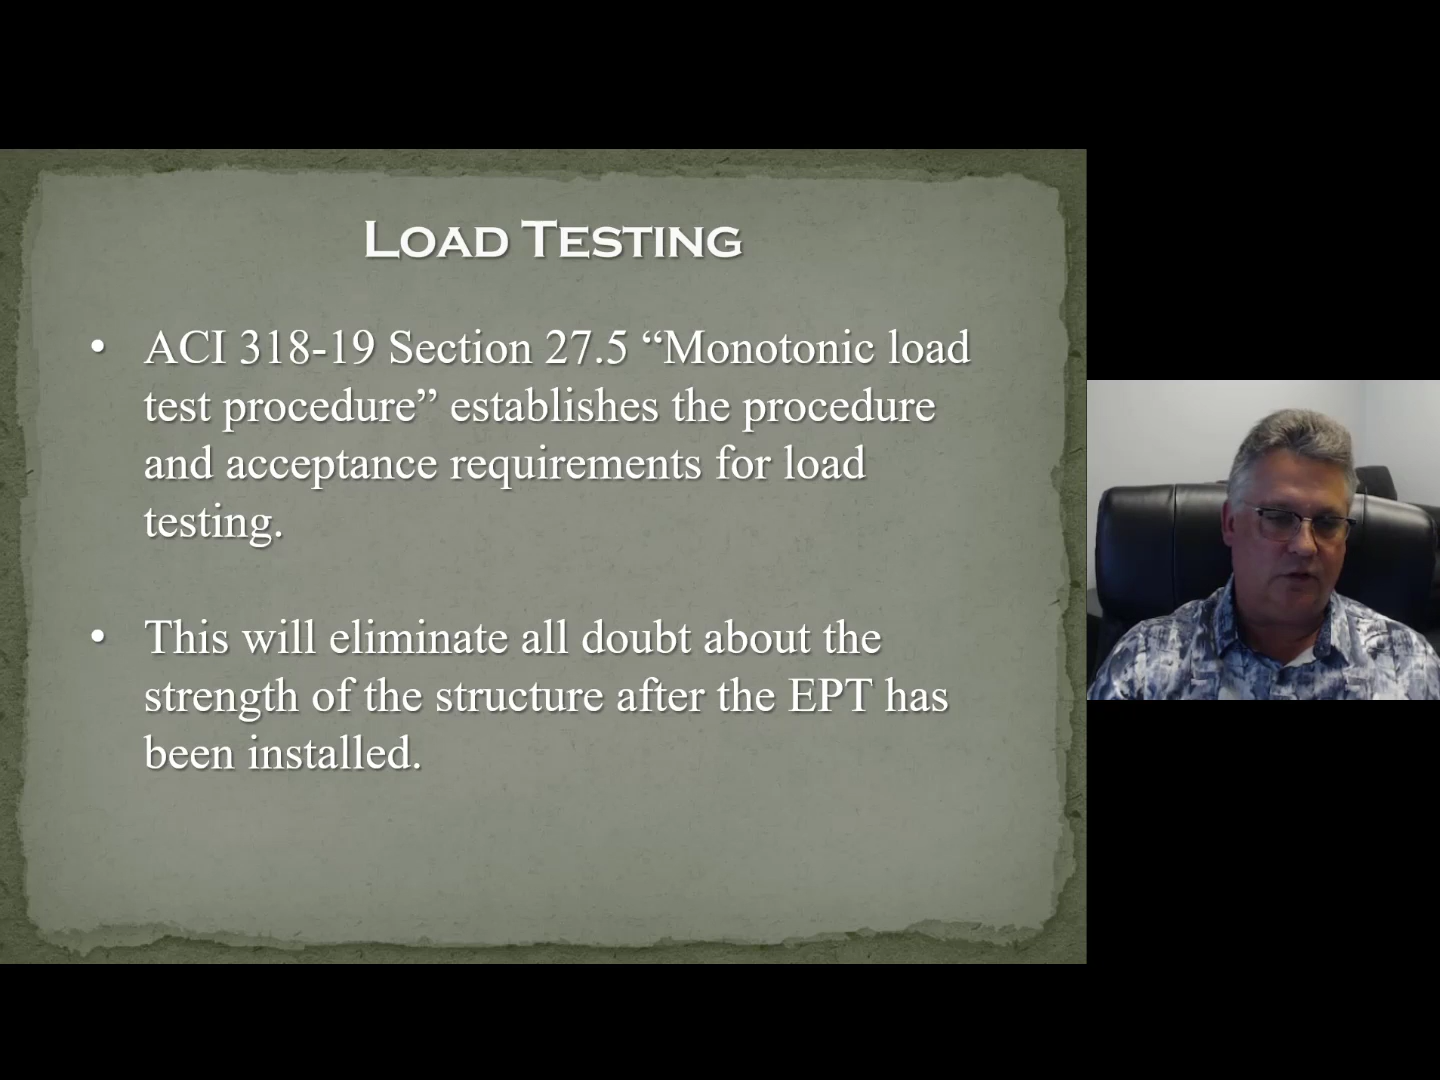 LOAD TESTING
• ACI 318-19 Section 27.5 “Monotonic load
test procedure” establishes the procedure
and acceptance requirements for load
testing.
• This will eliminate all doubt about the
strength of the structure after the EPT has
been installed.